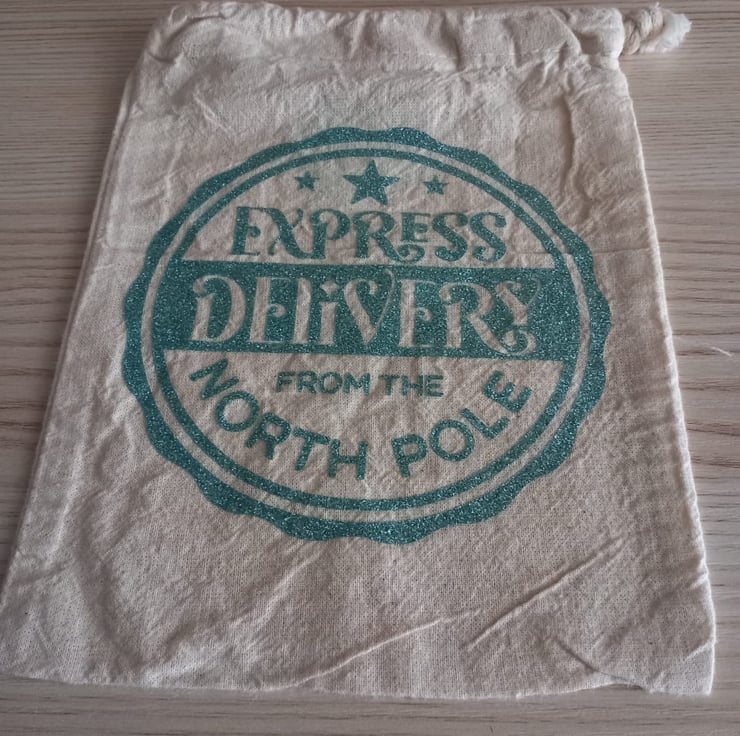 EXPRESS
DELiVERY
FROM THE
NORTH POLE